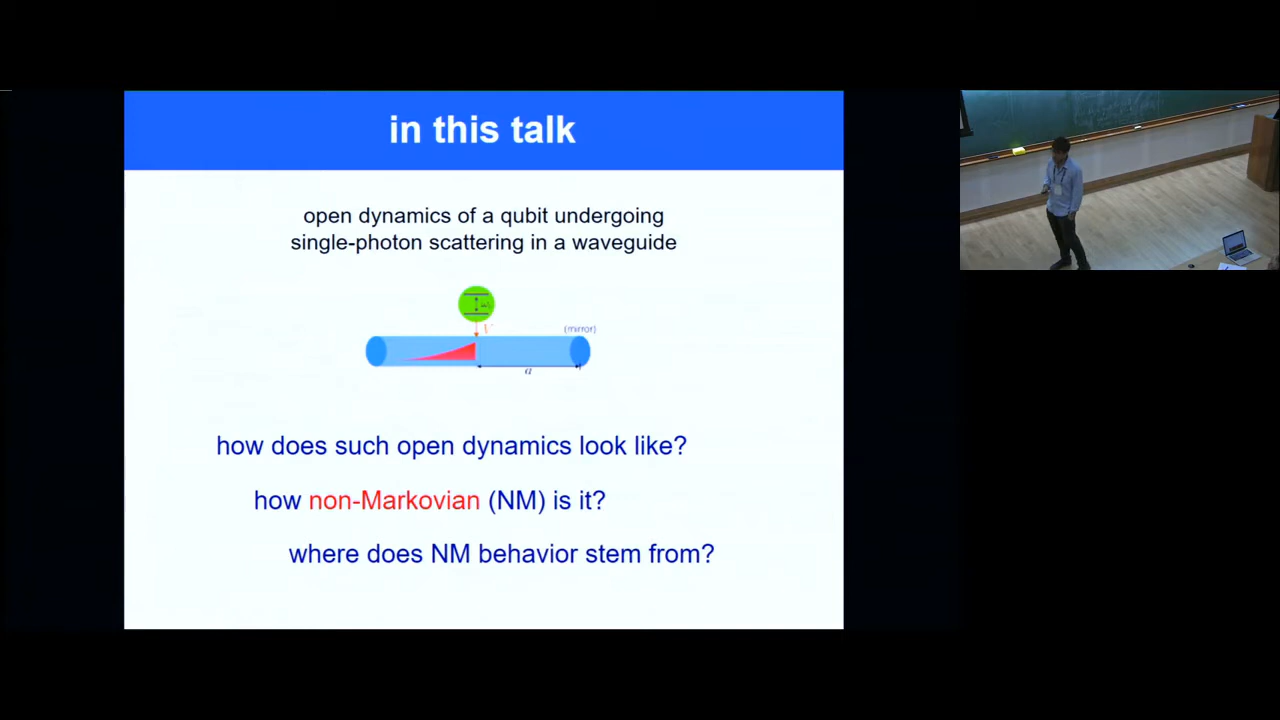 in this talk
open dynamics of a qubit undergoing
single-photon scattering in a waveguide
V
(mirror)
a
how does such open dynamics look like?
how non-Markovian (NM) is it?
where does NM behavior stem from?